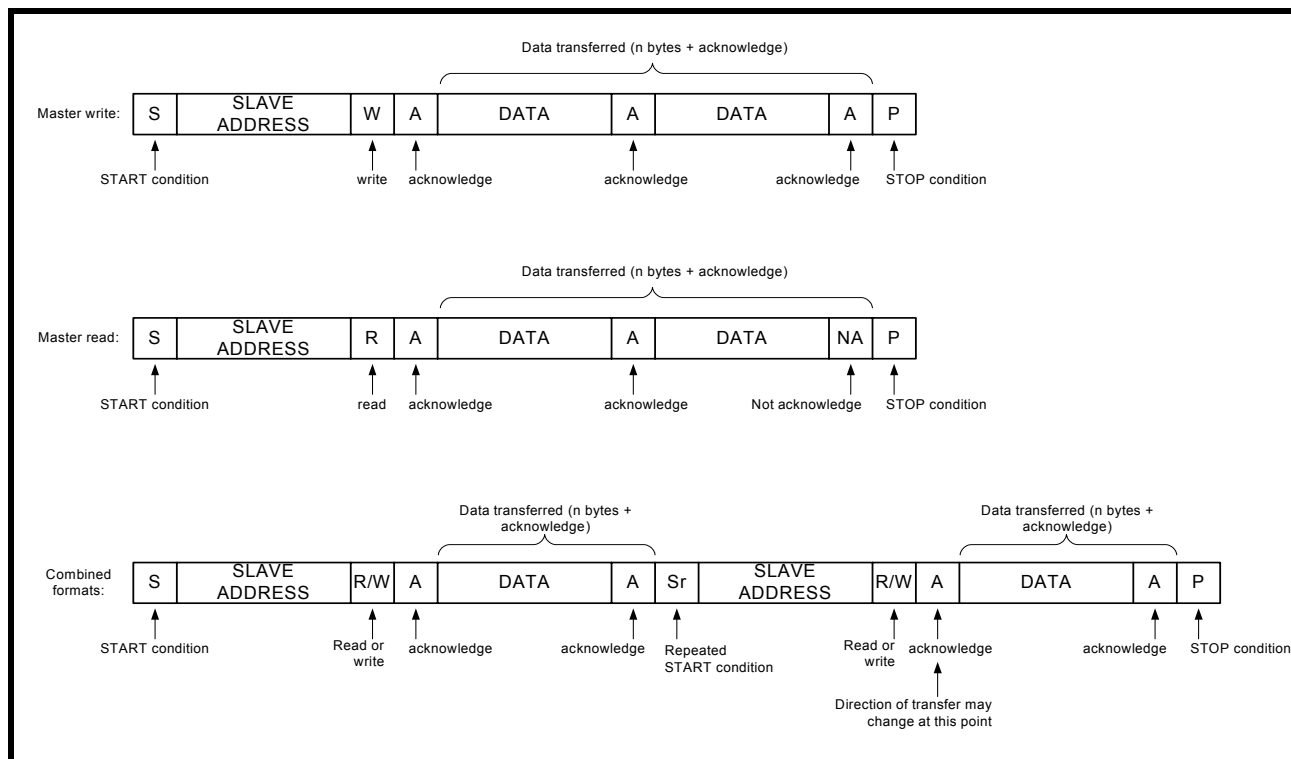 Data transferred (n bytes + acknowledge)
Master write:
S
SLAVE
ADDRESS
W
A
DATA
A
DATA
A
P
START condition
write
acknowledge
acknowledge
acknowledge
STOP condition
Data transferred (n bytes + acknowledge)
Master read:
S
SLAVE
ADDRESS
R
A
DATA
A
DATA
NA
P
START condition
read
acknowledge
acknowledge
Not acknowledge
STOP condition
Data transferred (n bytes +
acknowledge)
Data transferred (n bytes +
acknowledge)
Combined
formats:
S
SLAVE
ADDRESS
R/W
A
DATA
A
Sr
SLAVE
ADDRESS
R/W
A
DATA
A
P
START condition
Read or
write
acknowledge
acknowledge
Repeated
START condition
Read or
write
acknowledge
acknowledge
STOP condition
Direction of transfer may
change at this point